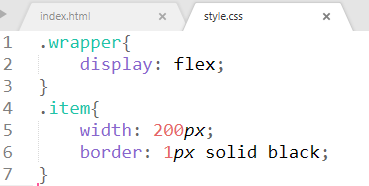 index.html × style.css ×
1 .wrapper{
2 display: flex;
3 }
4 .item{
5 width: 200px;
6 border: 1px solid black;
7 }